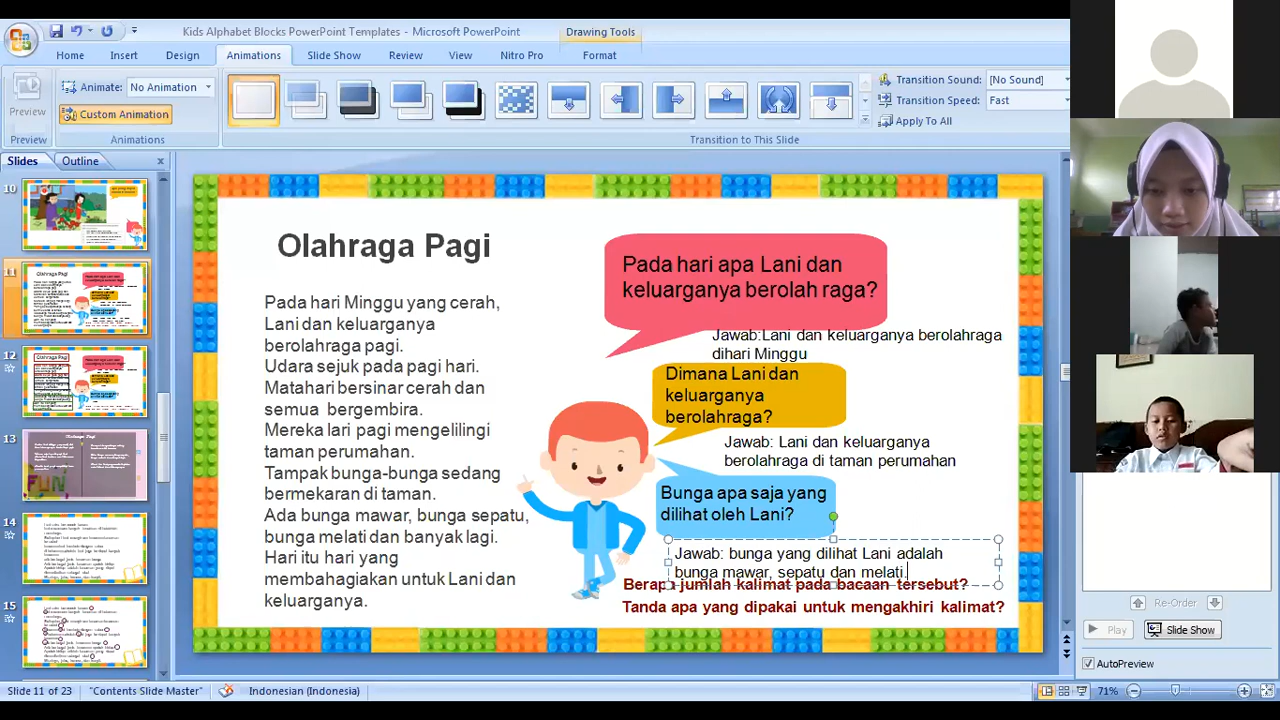 Kids Alphabet Blocks PowerPoint Templates - Microsoft PowerPoint
Drawing Tools
Home
Insert
Design
Animations
Slide Show
Review
View
Nitro Pro
Format
Preview
Preview
Animate: No Animation
Custom Animation
Animations
Transition to This Slide
Transition Sound: [No Sound]
Transition Speed: Fast
Apply To All
Slides
Outline
10
11
12
13
14
15
Olahraga Pagi
Pada hari Minggu yang cerah,
Lani dan keluarganya
berolahraga pagi.
Udara sejuk pada pagi hari.
Matahari bersinar cerah dan
semua bergembira.
Mereka lari pagi mengelilingi
taman perumahan.
Tampak bunga-bunga sedang
bermekaran di taman.
Ada bunga mawar, bunga sepatu,
bunga melati dan banyak lagi.
Hari itu hari yang
membahagiakan untuk Lani dan
keluarganya.
Pada hari apa Lani dan
keluarganya berolah raga?
Jawab:Lani dan keluarganya berolahraga
dihari Minggu
Dimana Lani dan
keluarganya
berolahraga?
Jawab: Lani dan keluarganya
berolahraga di taman perumahan
Bunga apa saja yang
dilihat oleh Lani?
Jawab: bunga yang dilihat Lani adalah
bunga mawar, sepatu dan melati.
Berapa jumlah kalimat pada bacaan tersebut?
Tanda apa yang dipakai untuk mengakhiri kalimat?
Re-Order
Play
Slide Show
AutoPreview
Slide 11 of 23
"Contents Slide Master"
Indonesian (Indonesia)
71%